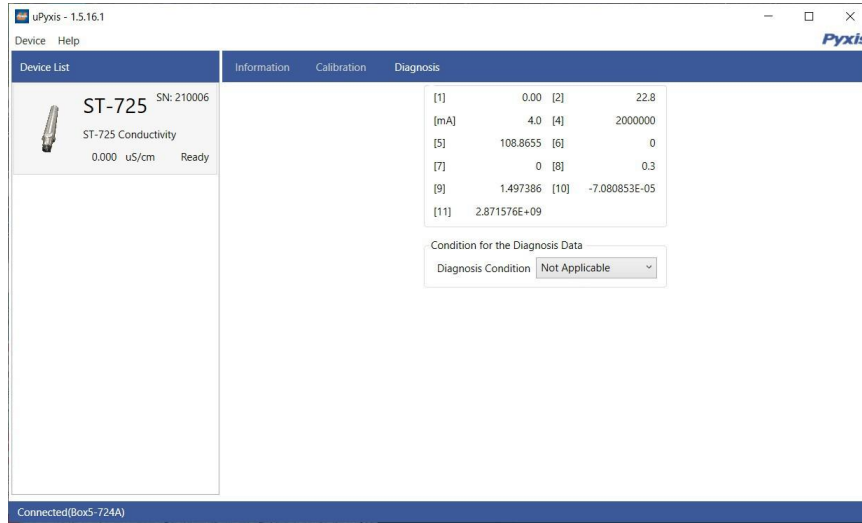 uPyxis - 1.5.16.1
Device Help
Pyxis
Device List
Information Calibration Diagnosis
ST-725 SN: 210006
ST-725 Conductivity
0.000 uS/cm Ready
[1] 0.00 [2] 22.8
[mA] 4.0 [4] 2000000
[5] 108.8655 [6] 0
[7] 0 [8] 0.3
[9] 1.497386 [10] -7.080853E-05
[11] 2.871576E+09
Condition for the Diagnosis Data
Diagnosis Condition Not Applicable
Connected(Box5-724A)